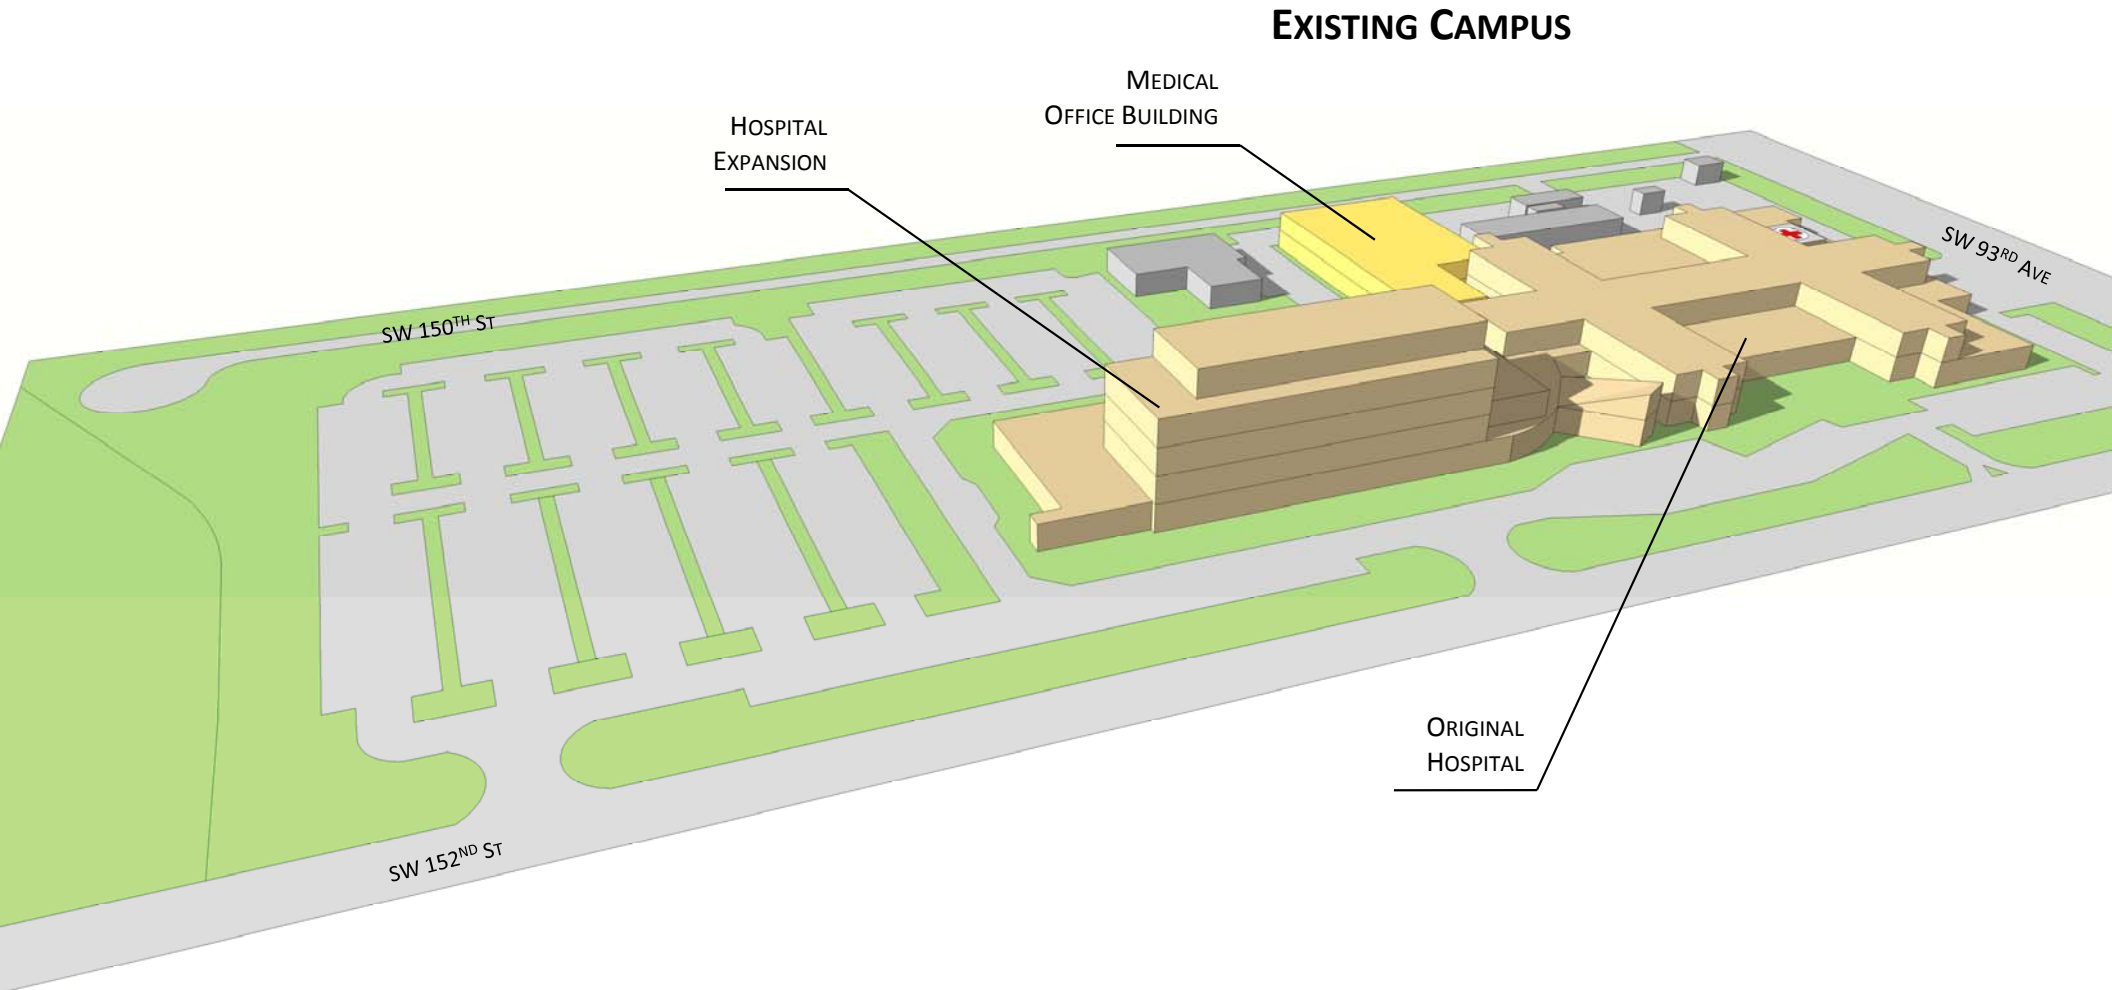 EXISTING CAMPUS
MEDICAL
OFFICE BUILDING
HOSPITAL
EXPANSION
SW 93RD AVE
SW 150TH ST
ORIGINAL
HOSPITAL
SW 152ND ST